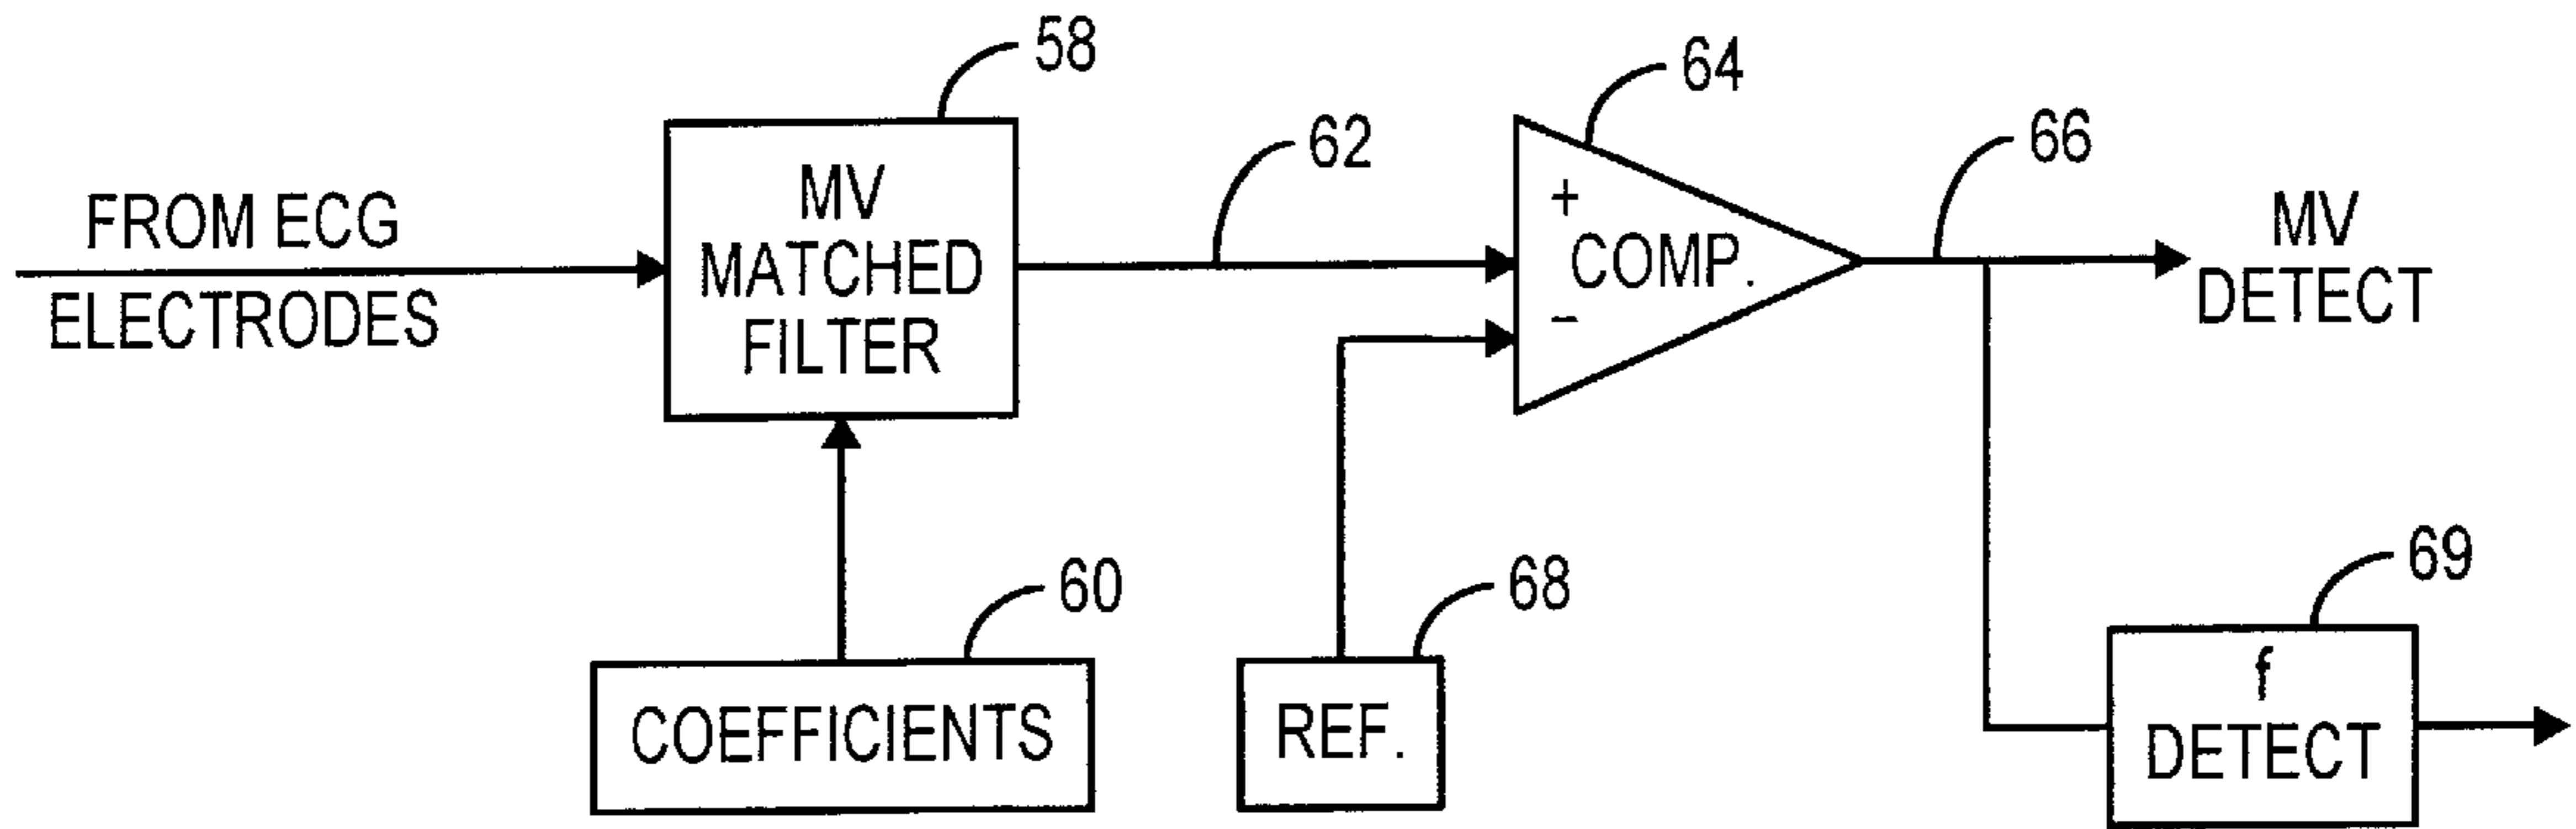 58
64
62
66
FROM ECG
ELECTRODES
MV
MATCHED
FILTER
+
COMP.
-
MV
DETECT
60
68
69
COEFFICIENTS
REF.
f
DETECT